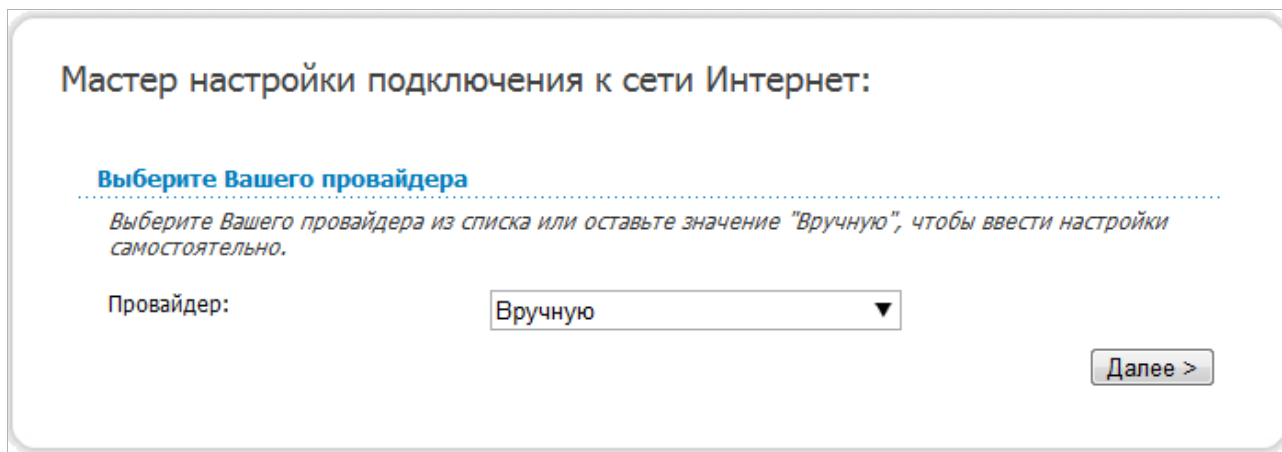 Мастер настройки подключения к сети Интернет:
Выберите Вашего провайдера
Выберите Вашего провайдера из списка или оставьте значение "Вручную", чтобы ввести настройки
самостоятельно.
Провайдер:
Вручную
Далее >